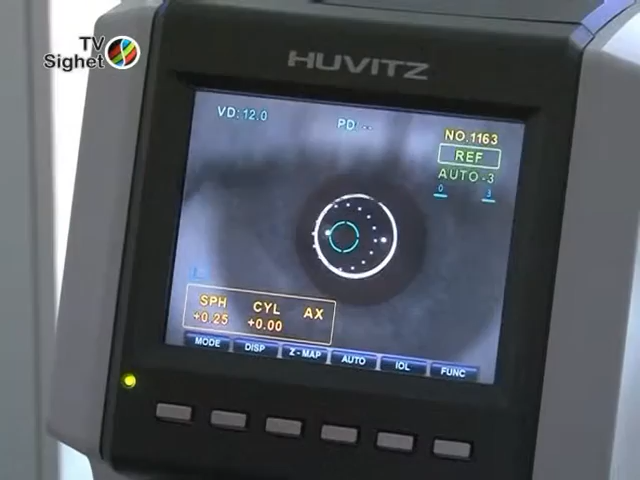 TV
Sighet
HUVITZ
VD: 12.0
PD: --
NO.1163
REF
AUTO-3
0 3
L
SPH CYL AX
+0.25 +0.00
MODE DISP Z-MAP AUTO IOL FUNC